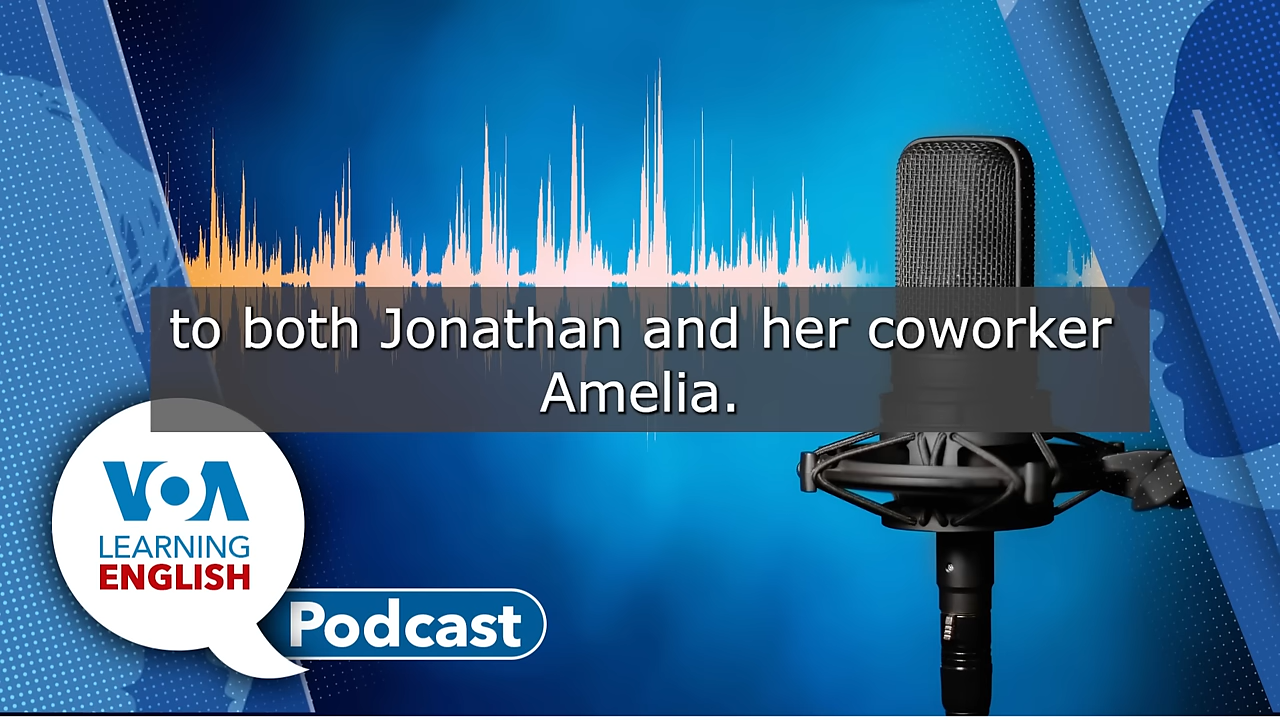 to both Jonathan and her coworker
Amelia.
VOA
LEARNING
ENGLISH
Podcast